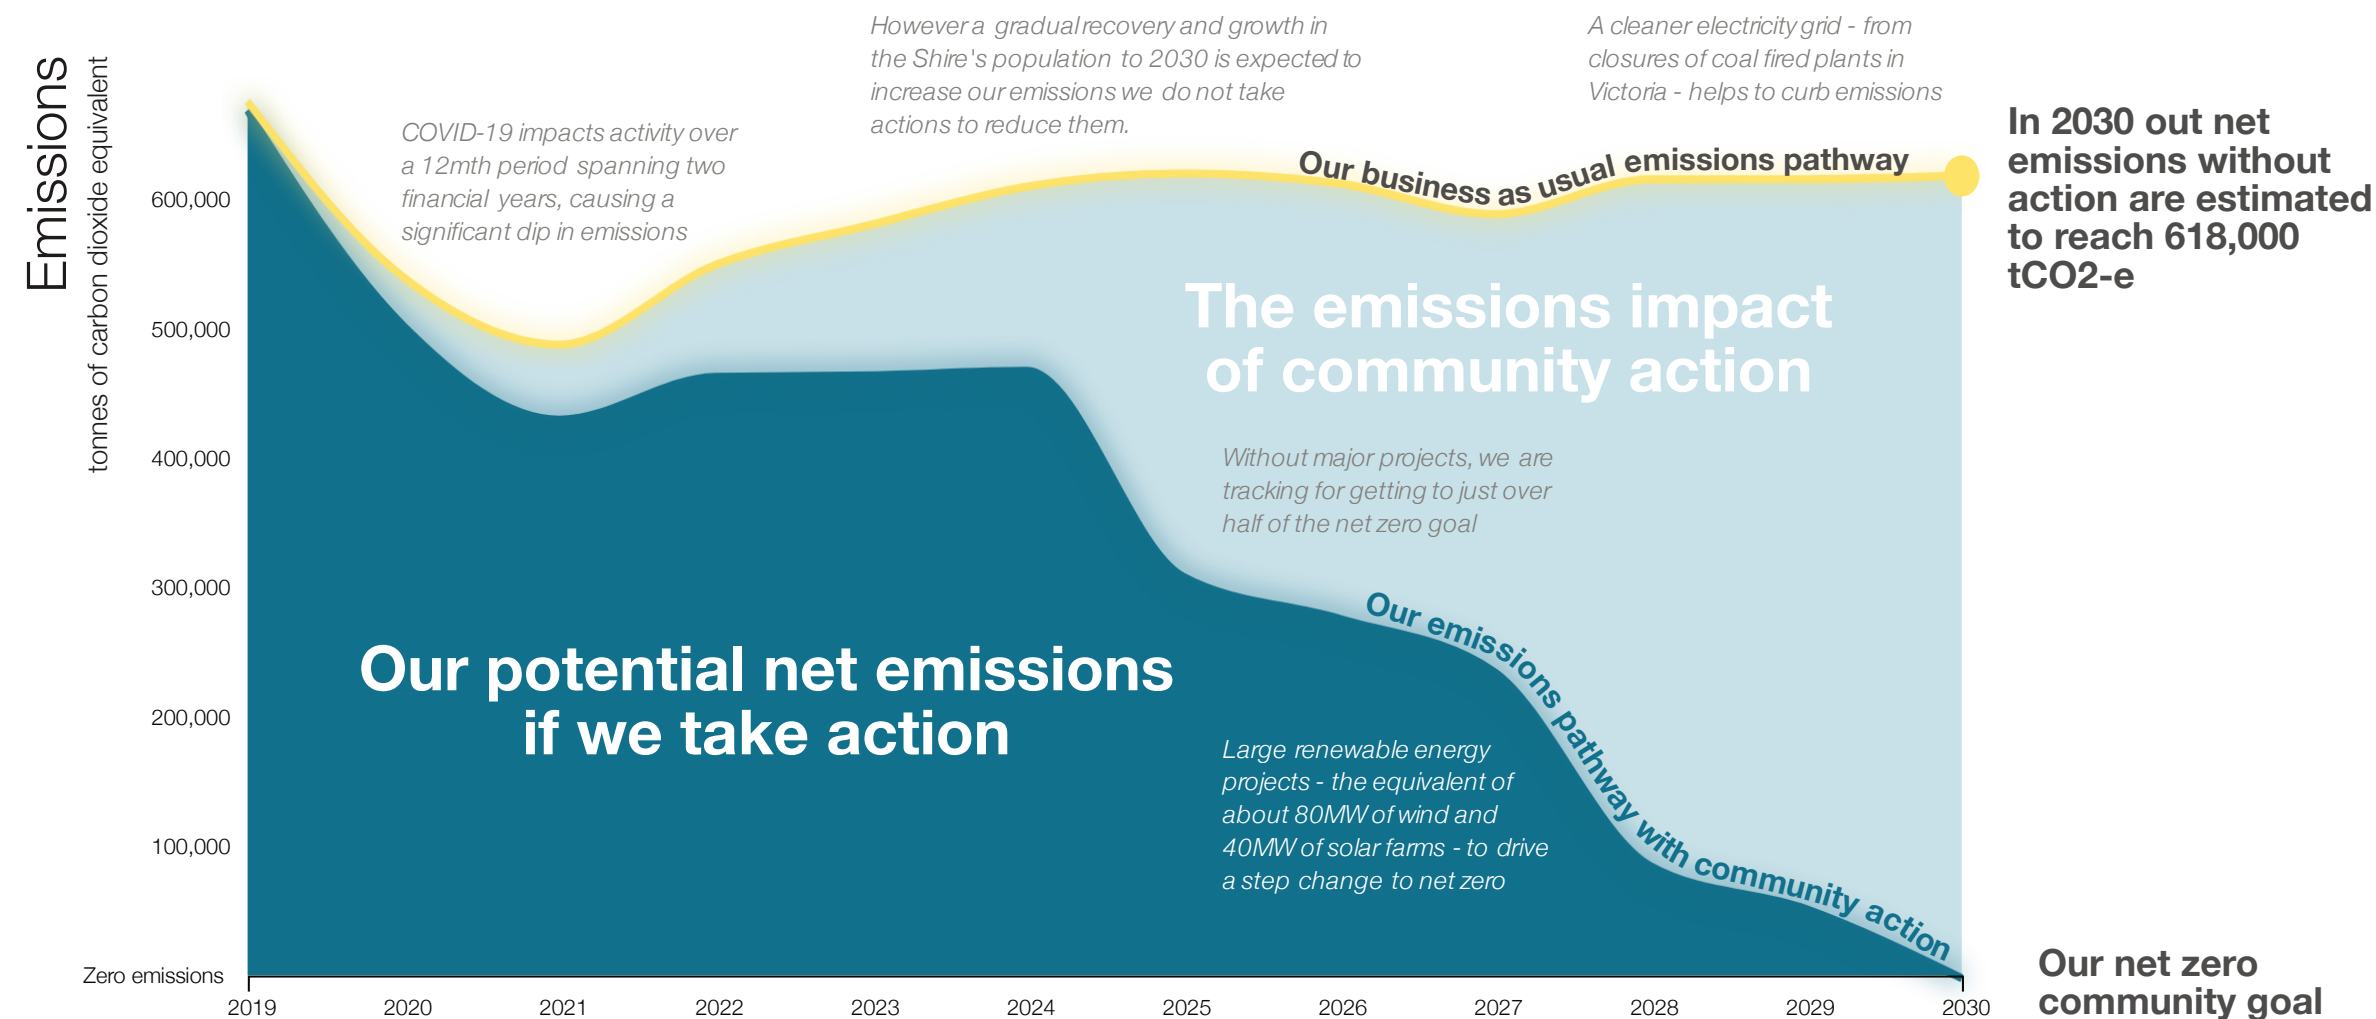 Emissions
tonnes of carbon dioxide equivalent
COVID-19 impacts activity over
a 12mth period spanning two
financial years, causing a
significant dip in emissions
However a gradual recovery and growth in
the Shire's population to 2030 is expected to
increase our emissions we do not take
actions to reduce them.
A cleaner electricity grid - from
closures of coal fired plants in
Victoria - helps to curb emissions
In 2030 out net
emissions without
action are estimated
to reach 618,000
tCO2-e
Our business as usual emissions pathway
600,000
500,000
400,000
300,000
200,000
100,000
Zero emissions
The emissions impact
of community action
Without major projects, we are
tracking for getting to just over
half of the net zero goal
Our emissions pathway with community action
Our potential net emissions
if we take action
Large renewable energy
projects - the equivalent of
about 80MW of wind and
40MW of solar farms - to drive
a step change to net zero
Our net zero
community goal
2019 2020 2021 2022 2023 2024 2025 2026 2027 2028 2029 2030